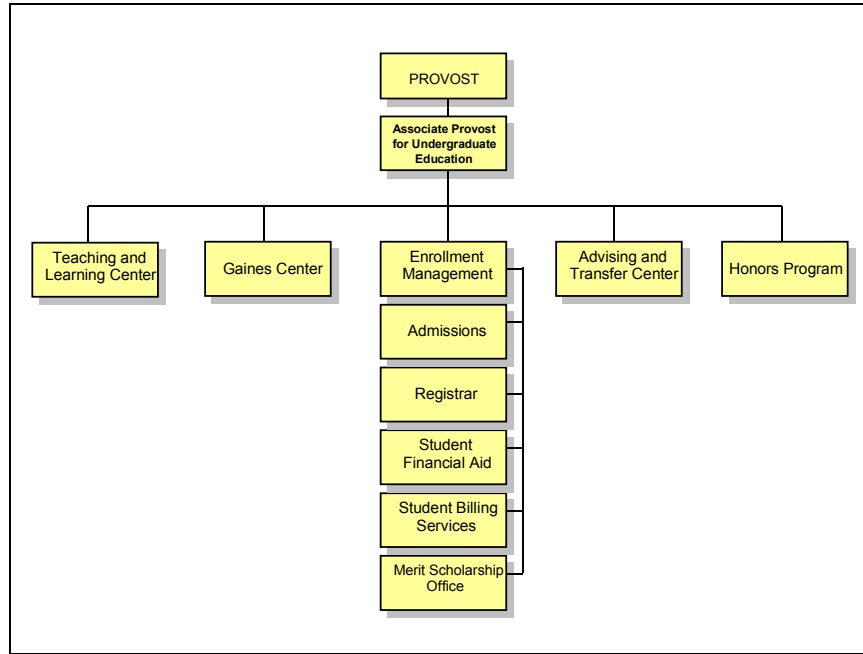 PROVOST
Associate Provost
for Undergraduate
Education
Teaching and
Learning Center
Gaines Center
Enrollment
Management
Advising and
Transfer Center
Honors Program
Admissions
Registrar
Student
Financial Aid
Student Billing
Services
Merit Scholarship
Office